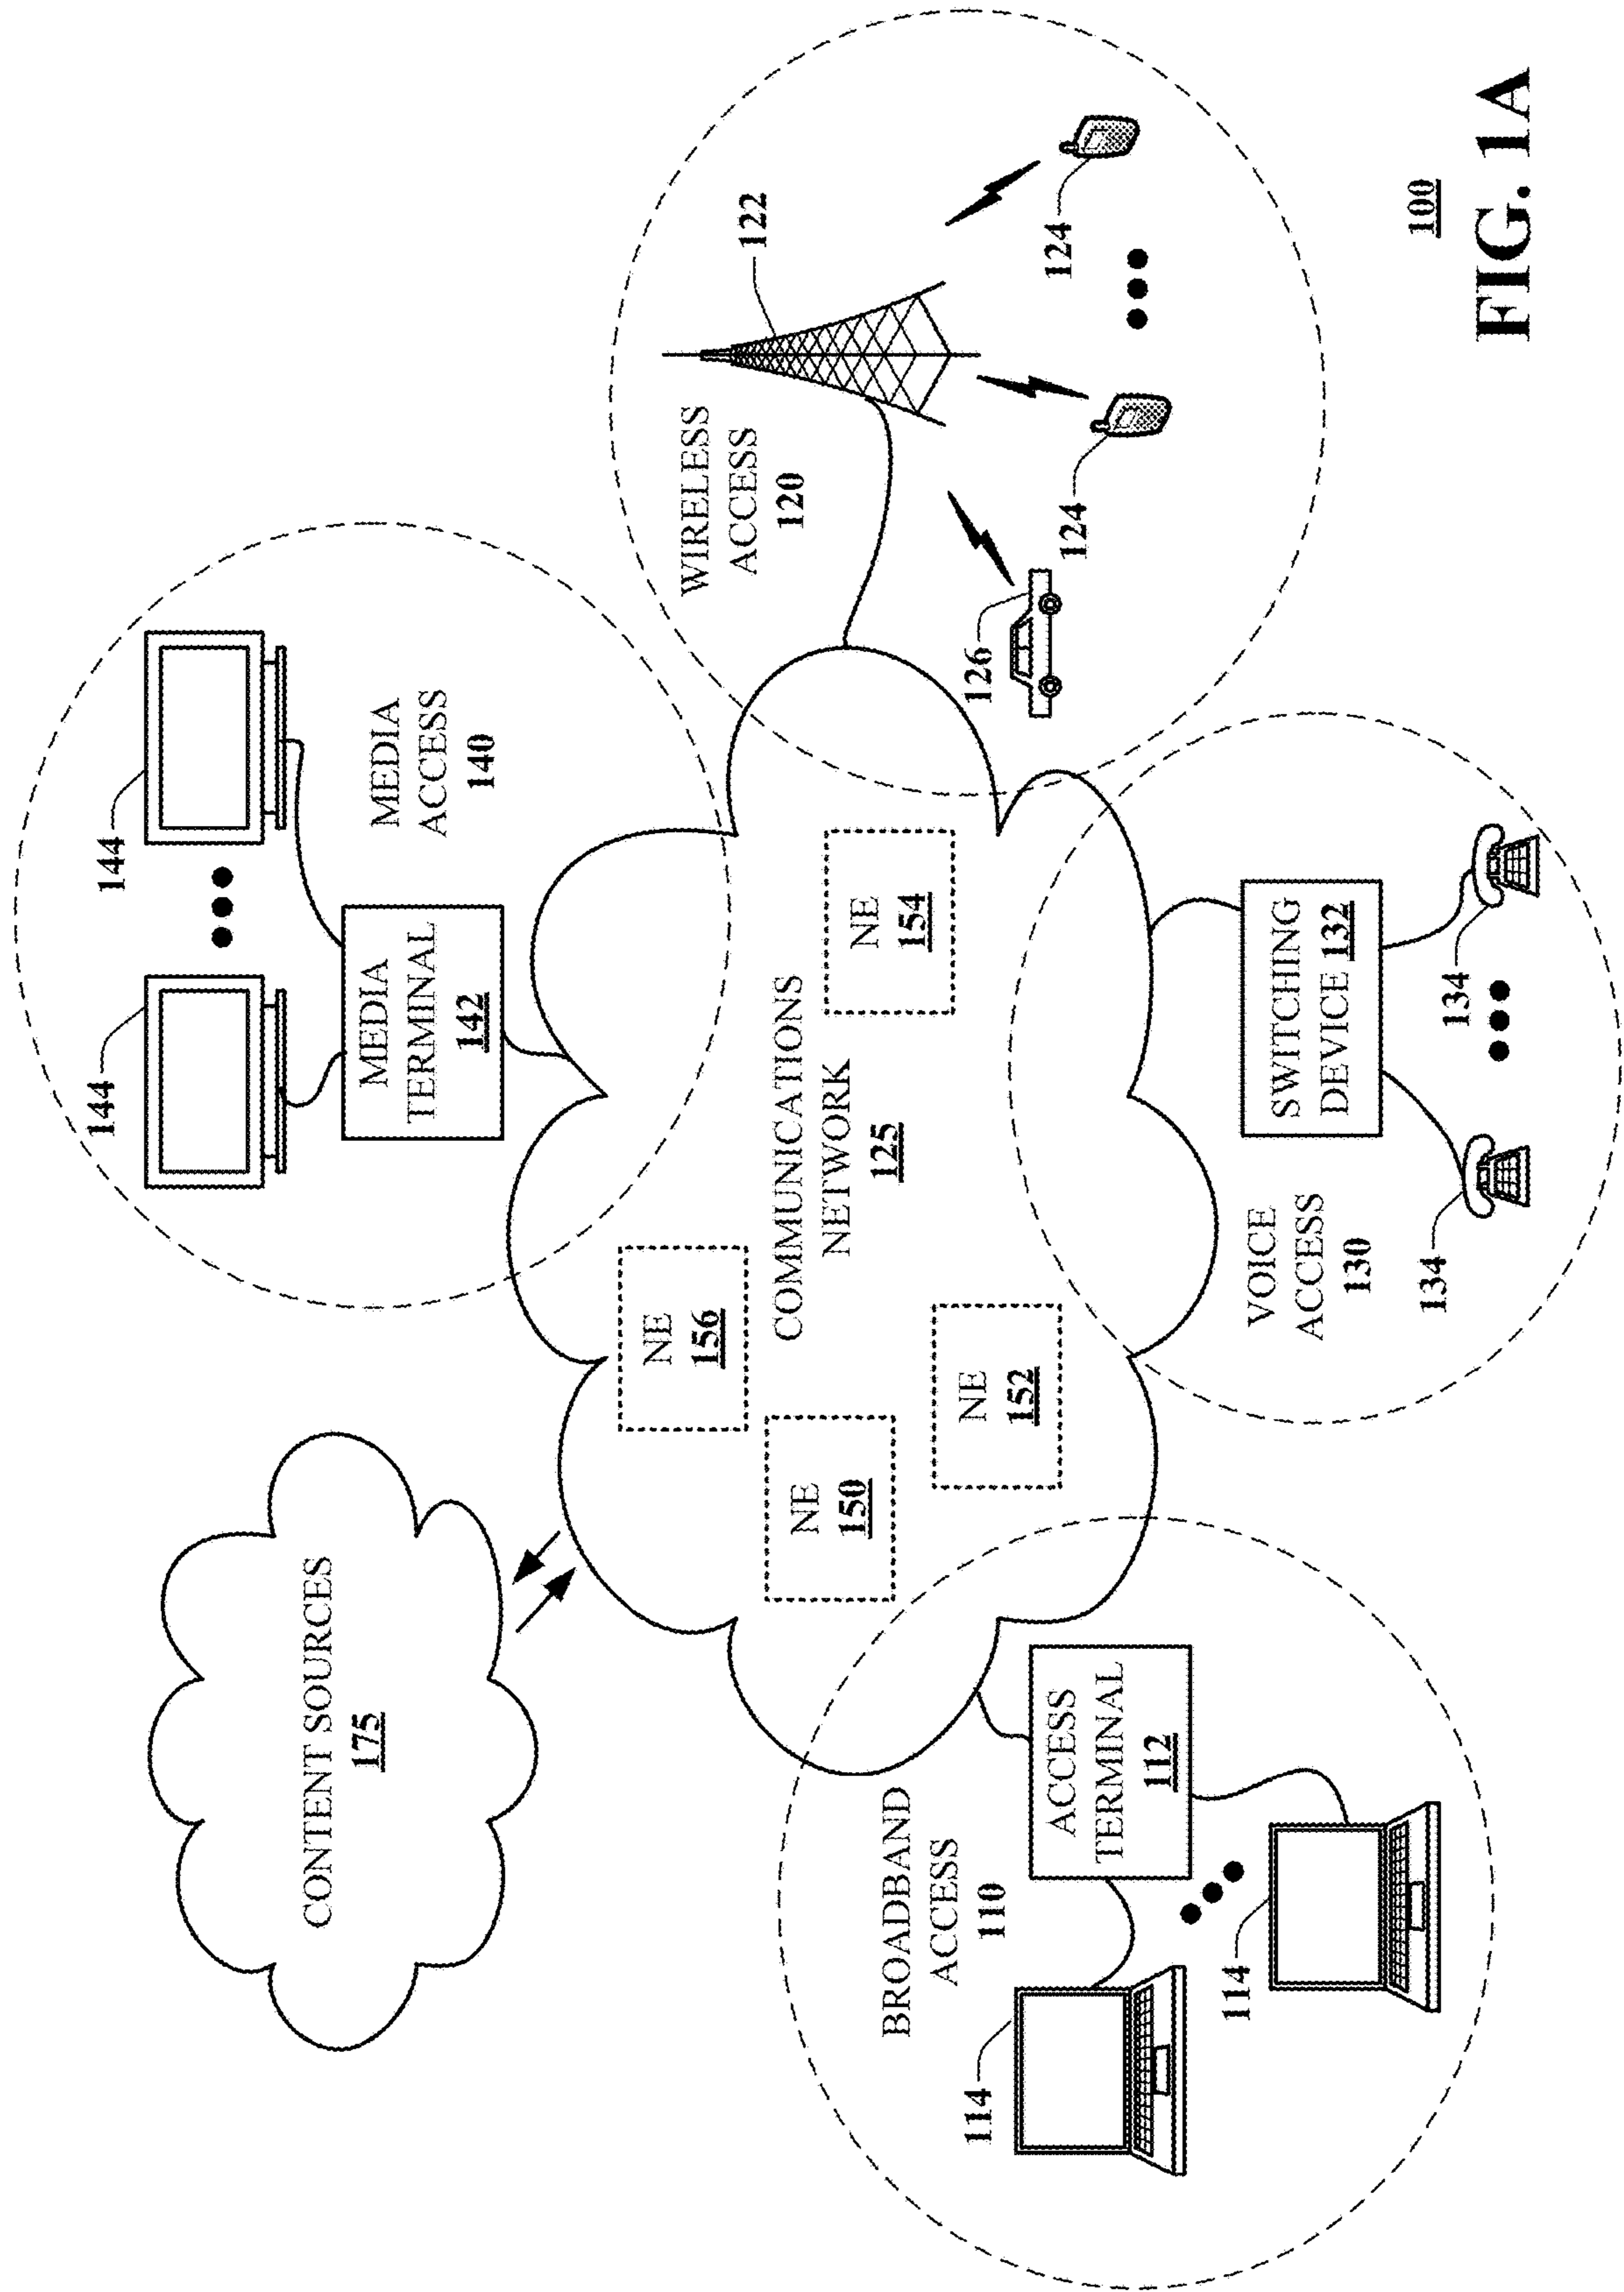 CONTENT SOURCES
175
144
144
MEDIA
TERMINAL
142
MEDIA
ACCESS
140
WIRELESS
ACCESS
120
122
NE
156
NE
150
COMMUNICATIONS
NETWORK
125
NE
154
NE
152
126
124
124
BROADBAND
ACCESS
110
ACCESS
TERMINAL
112
114
114
VOICE
ACCESS
130
SWITCHING
DEVICE 132
134
134
100
FIG. 1A